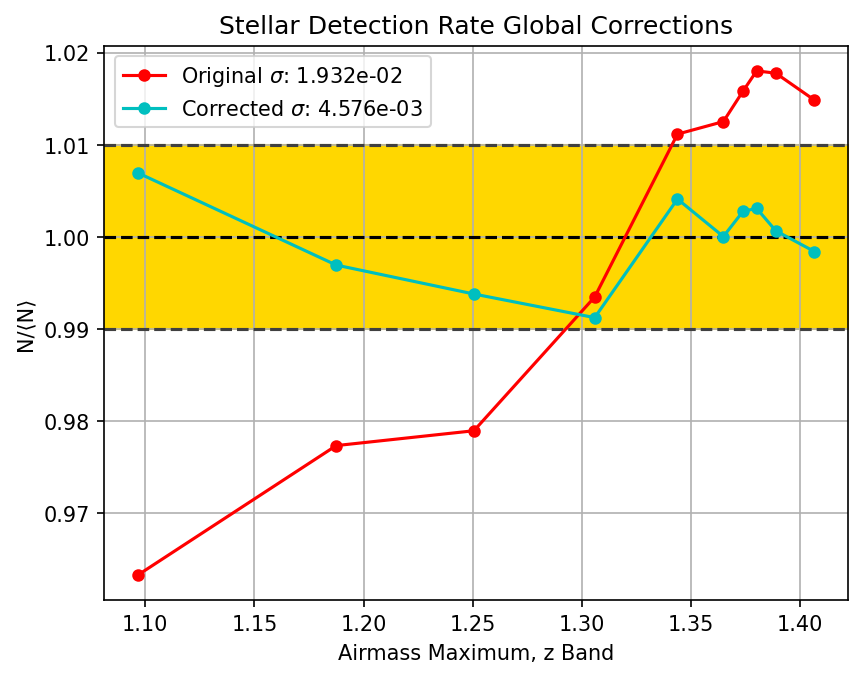 Stellar Detection Rate Global Corrections
Original σ: 1.932e-02
Corrected σ: 4.576e-03
1.02
1.01
1.00
0.99
0.98
0.97
N/⟨N⟩
1.10 1.15 1.20 1.25 1.30 1.35 1.40
Airmass Maximum, z Band